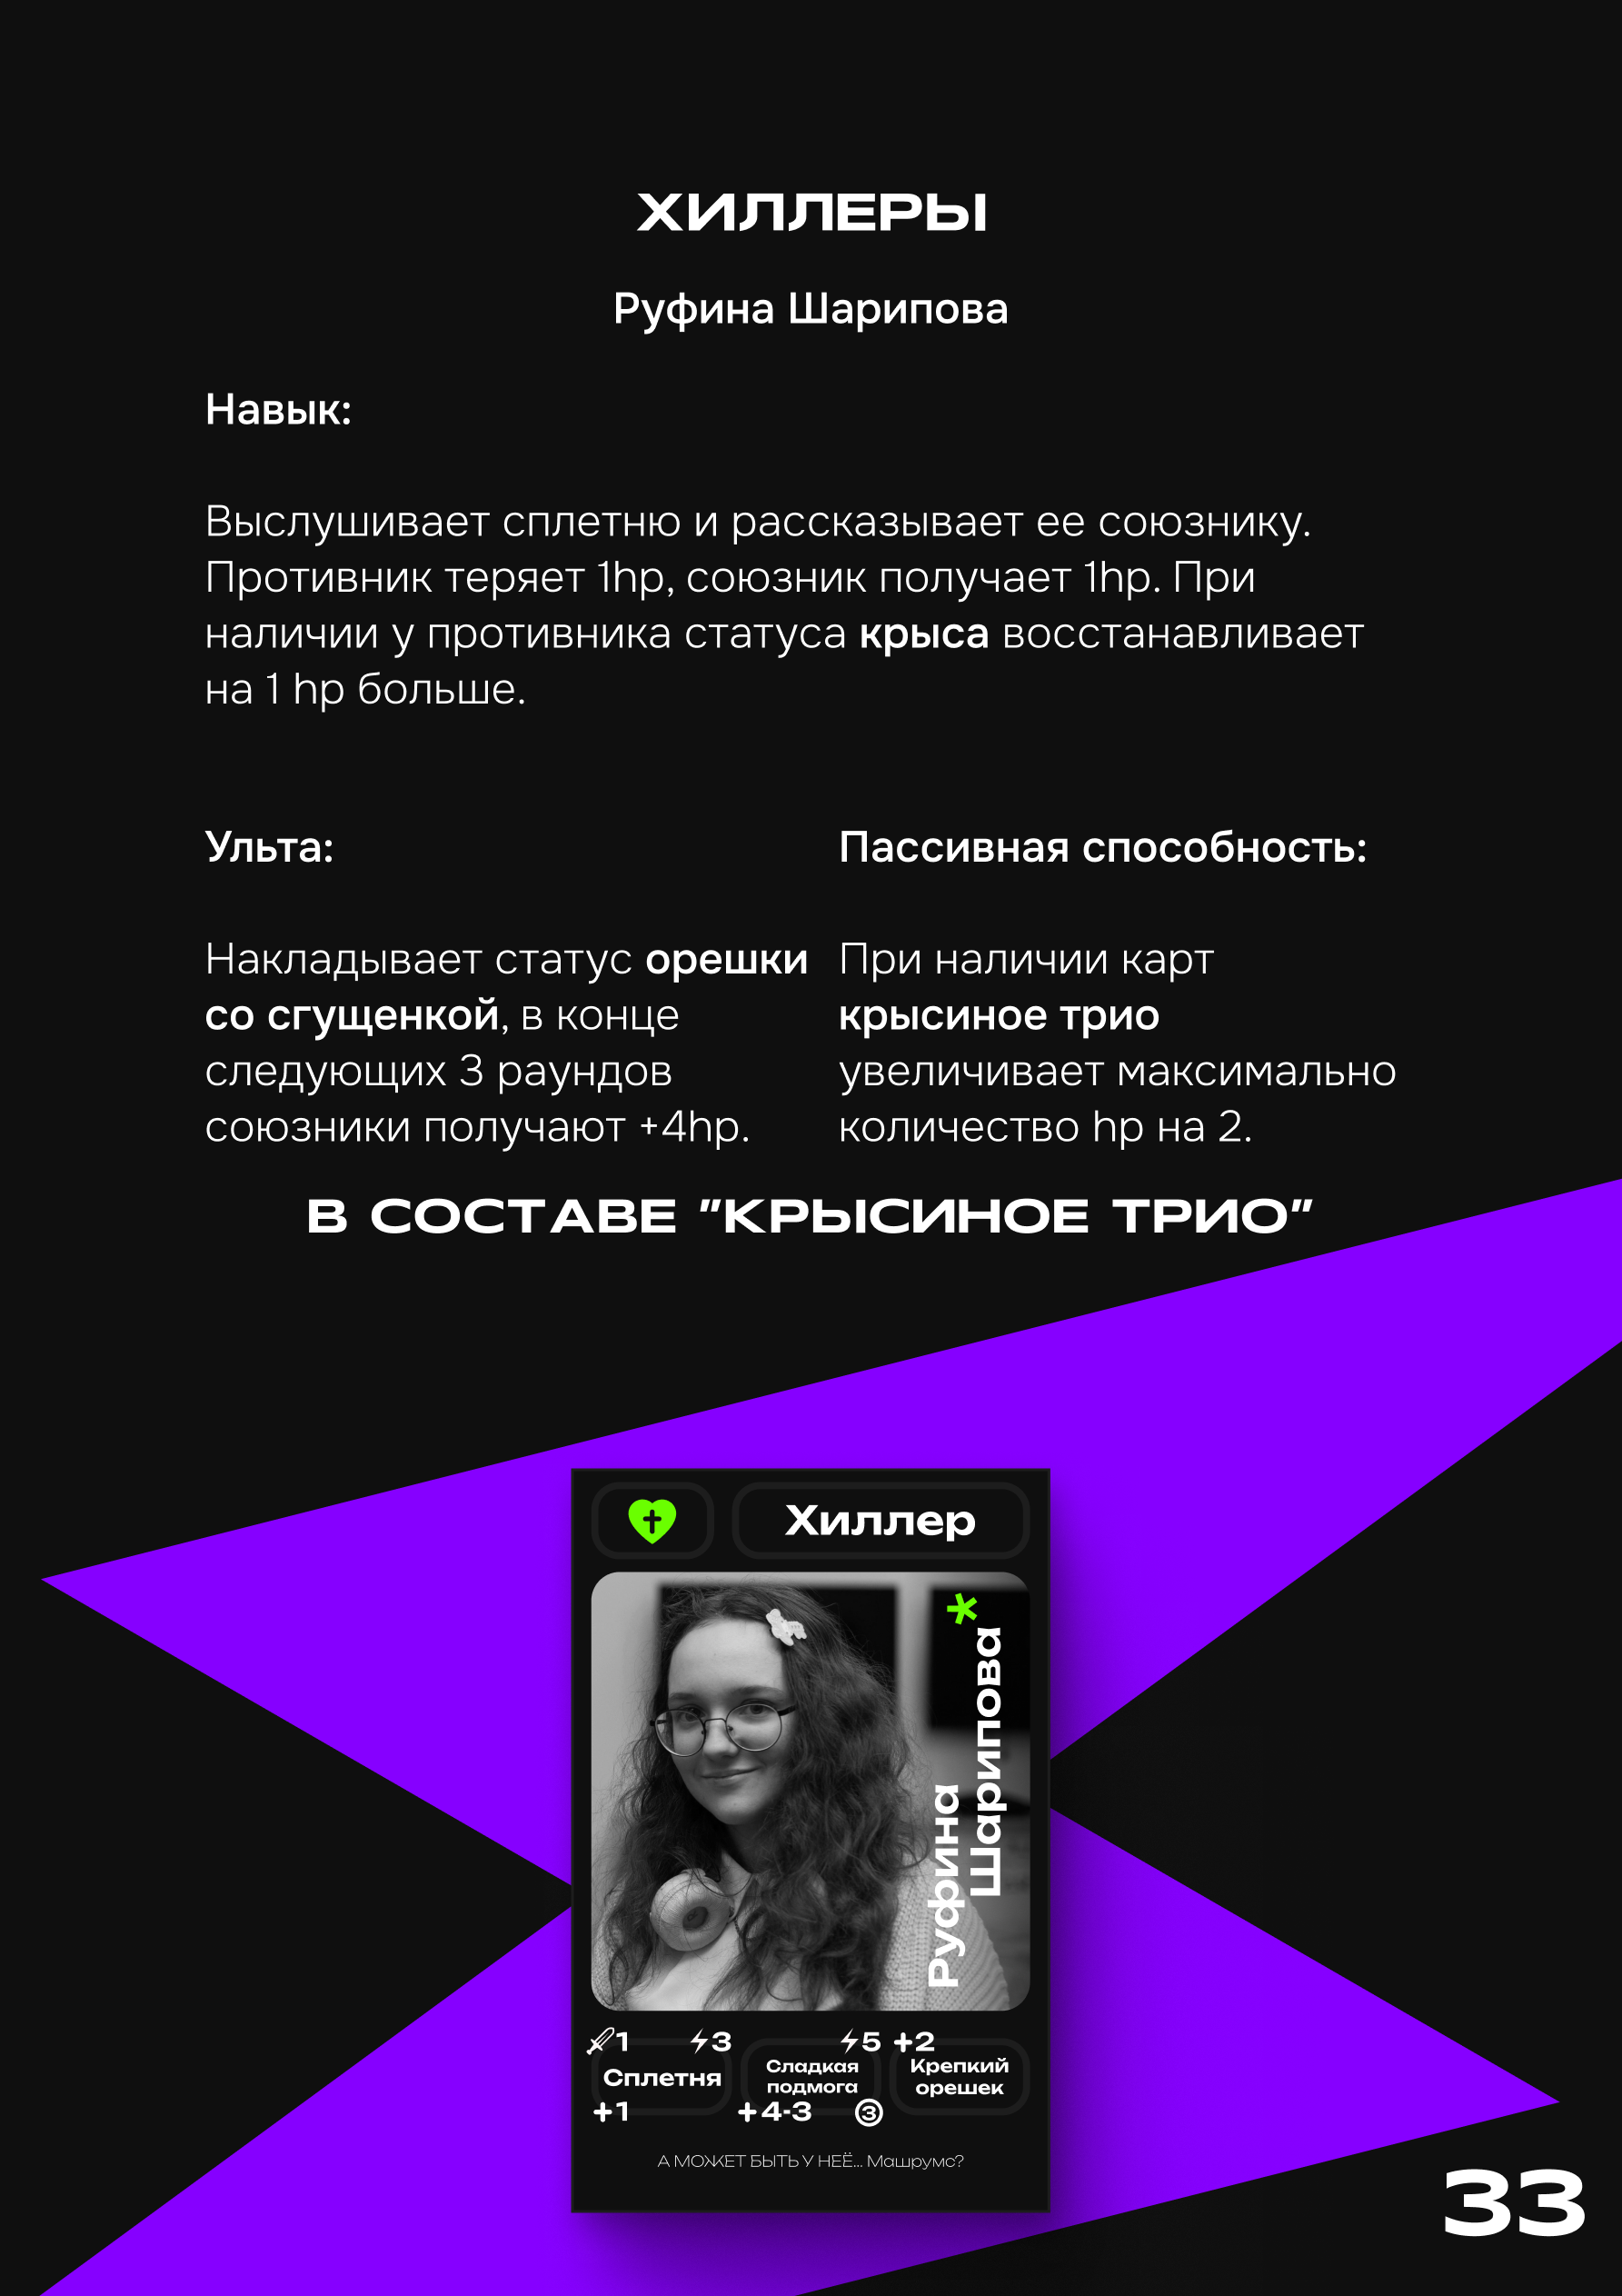 ХИЛЛЕРЫ
Руфина Шарипова
Навык:
Выслушивает сплетню и рассказывает ее союзнику.
Противник теряет 1hp, союзник получает 1hp. При
наличии у противника статуса крыса восстанавливает
на 1 hp больше.
Ульта:
Накладывает статус орешки
со сгущенкой, в конце
следующих 3 раундов
союзники получают +4hp.
Пассивная способность:
При наличии карт
крысиное трио
увеличивает максимально
количество hp на 2.
В СОСТАВЕ "КРЫСИНОЕ ТРИО"
Хиллер
Руфина
Шарипова
1 3
Сплетня
+1
5
Сладкая
подмога
+4-3 3
+2
Крепкий
орешек
А МОЖЕТ БЫТЬ У НЕЁ... Машрумс?
33